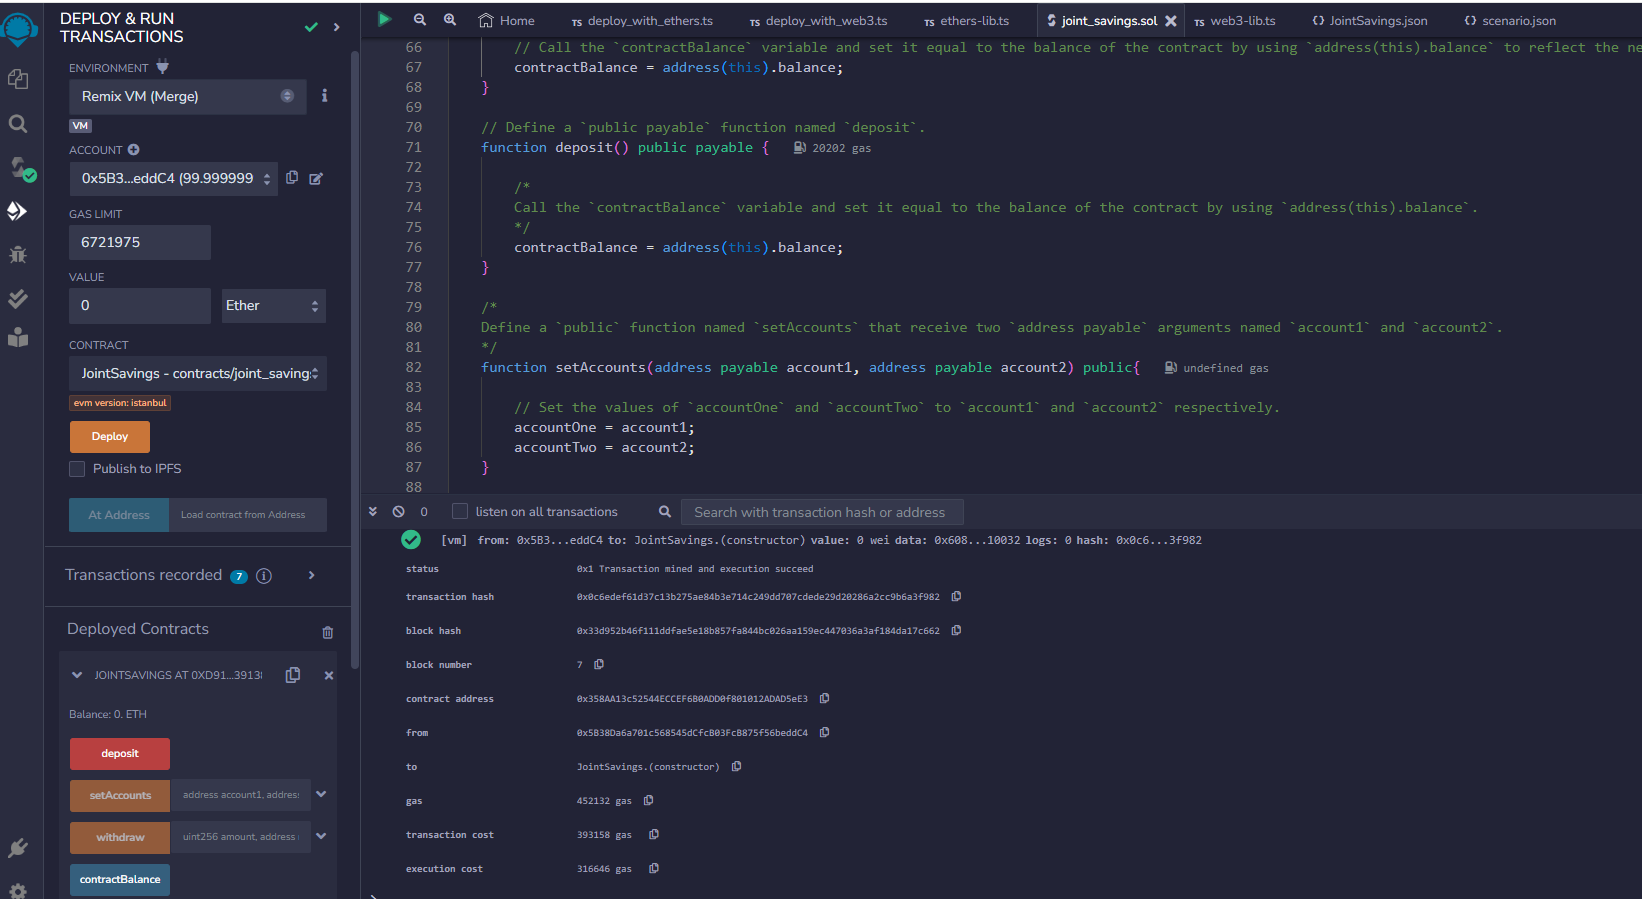 DEPLOY & RUN
TRANSACTIONS
ENVIRONMENT
Remix VM (Merge)
VM
ACCOUNT
0x5B3...eddC4 (99.999999
GAS LIMIT
6721975
VALUE
0
Ether
CONTRACT
JointSavings - contracts/joint_saving
evm version: istanbul
Deploy
Publish to IPFS
At Address
Load contract from Address
Transactions recorded 7
Deployed Contracts
JOINTSAVINGS AT 0XD91...3913
Balance: 0. ETH
deposit
setAccounts address account1, address
withdraw uint256 amount, address
contractBalance
Home
TS deploy_with_ethers.ts
TS deploy_with_web3.ts
TS ethers-lib.ts
joint_savings.sol
TS web3-lib.ts
{} JointSavings.json
{} scenario.json
66 // Call the `contractBalance` variable and set it equal to the balance of the contract by using `address(this).balance` to reflect the ne
67 contractBalance = address(this).balance;
68 }
69
70 // Define a `public payable` function named `deposit`.
71 function deposit() public payable { 20202 gas
72
73 /*
74 Call the `contractBalance` variable and set it equal to the balance of the contract by using `address(this).balance`.
75 */
76 contractBalance = address(this).balance;
77 }
78
79 /*
80 Define a `public` function named `setAccounts` that receive two `address payable` arguments named `account1` and `account2`.
81 */
82 function setAccounts(address payable account1, address payable account2) public{ undefined gas
83
84 // Set the values of `accountOne` and `accountTwo` to `account1` and `account2` respectively.
85 accountOne = account1;
86 accountTwo = account2;
87 }
88
0
listen on all transactions
Search with transaction hash or address
[vm] from: 0x5B3...eddC4 to: JointSavings.(constructor) value: 0 wei data: 0x608...10032 logs: 0 hash: 0x0c6...3f982
status 0x1 Transaction mined and execution succeed
transaction hash 0x0c6edef61d37c13b275ae84b3e714c249dd707cdede29d20286a2cc9b6a3f982
block hash 0x33d952b46f111ddfae5e18b857fa844bc026aa159ec447036a3af184da17c662
block number 7
contract address 0x358AA13c52544ECCEF6B0ADD0f801012ADAD5eE3
from 0x5B38Da6a701c568545dCfcB03FcB875f56beddC4
to JointSavings.(constructor)
gas 452132 gas
transaction cost 393158 gas
execution cost 316646 gas